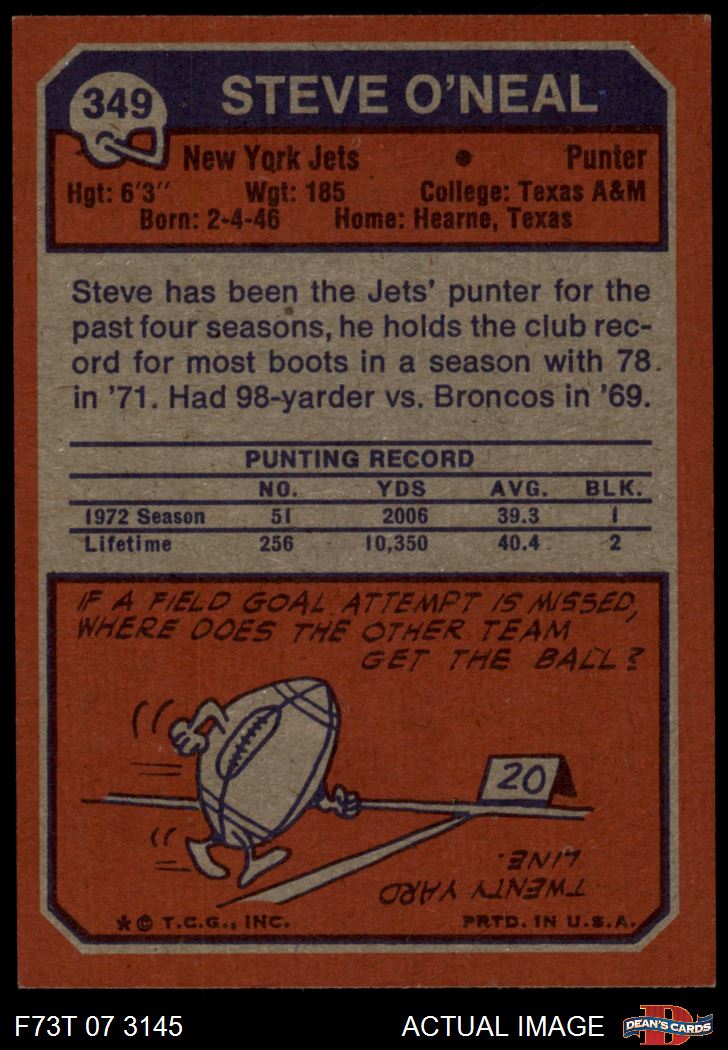 349
STEVE O'NEAL
New York Jets • Punter
Hgt: 6'3" Wgt: 185 College: Texas A&M
Born: 2-4-46 Home: Hearne, Texas
Steve has been the Jets' punter for the
past four seasons, he holds the club rec-
ord for most boots in a season with 78
in '71. Had 98-yarder vs. Broncos in '69.
PUNTING RECORD
NO. YDS AVG. BLK.
1972 Season 51 2006 39.3 1
Lifetime 256 10,350 40.4 2
IF A FIELD GOAL ATTEMPT IS MISSED,
WHERE DOES THE OTHER TEAM
GET THE BALL?
20
TWENTY YARD
LINE.
* © T.C.G., INC. PRTD. IN U.S.A.
F73T 07 3145 ACTUAL IMAGE
D
DEAN'S CARDS